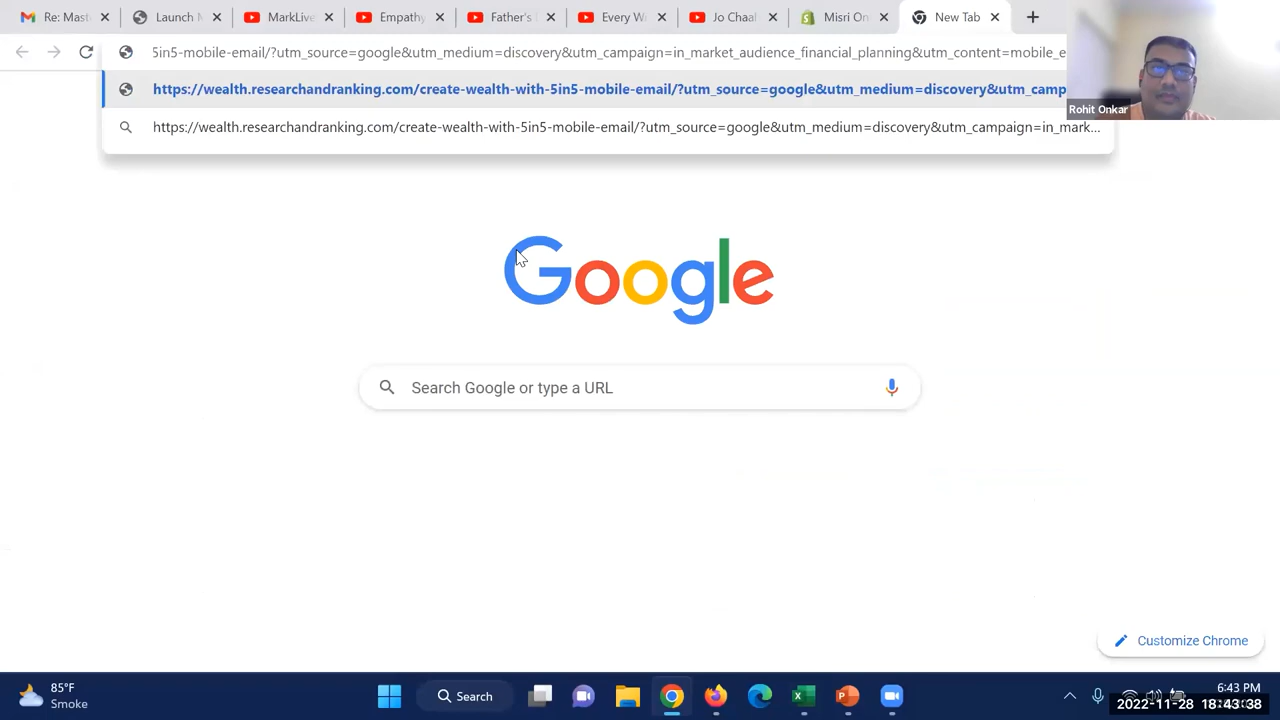 Re: Mast
Launch M
MarkLive
Empathy
Father's
Every W
Jo Chaal
Misri On
New Tab
5in5-mobile-email/?utm_source=google&utm_medium=discovery&utm_campaign=in_market_audience_financial_planning&utm_content=mobile_e
https://wealth.researchandranking.com/create-wealth-with-5in5-mobile-email/?utm_source=google&utm_medium=discovery&utm_camp
Rohit Onkar
https://wealth.researchandranking.com/create-wealth-with-5in5-mobile-email/?utm_source=google&utm_medium=discovery&utm_campaign=in_mark...
Google
Search Google or type a URL
Customize Chrome
85°F
Smoke
Search
6:43 PM
2022-11-28 18:43:38